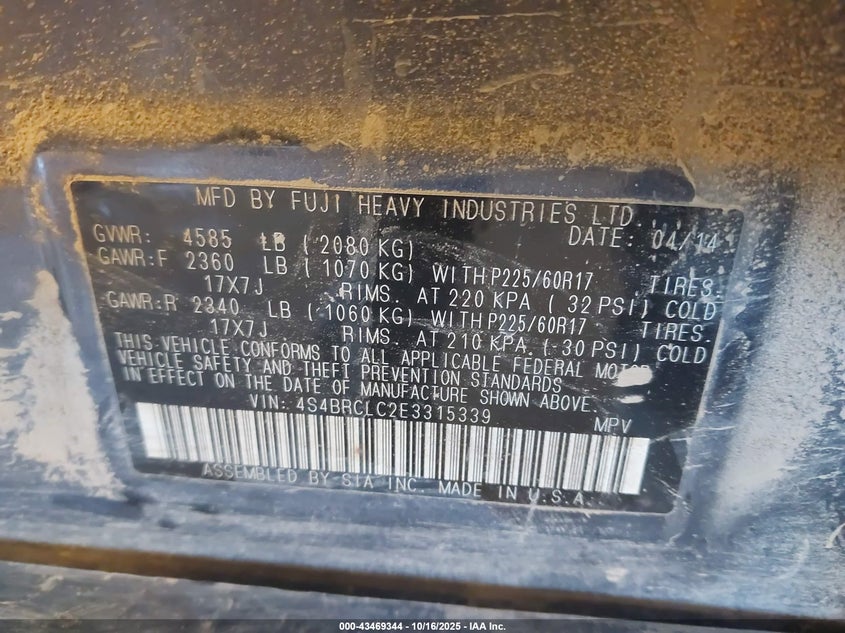 MFD BY FUJI HEAVY INDUSTRIES LTD.
DATE: 04/14
GVWR: 4585 LB (2080 KG)
GAWR:F 2360 LB (1070 KG) WITH P225/60R17 TIRES.
17X7J RIMS. AT 220 KPA (32 PSI) COLD
GAWR:R 2340 LB (1060 KG) WITH P225/60R17 TIRES.
17X7J RIMS. AT 210 KPA (30 PSI) COLD
THIS VEHICLE CONFORMS TO ALL APPLICABLE FEDERAL MOTOR
VEHICLE SAFETY AND THEFT PREVENTION STANDARDS
IN EFFECT ON THE DATE OF MANUFACTURE SHOWN ABOVE.
VIN: 4S4BRCLC2E3315339 MPV
ASSEMBLED BY SIA INC. MADE IN U.S.A.
000-43469344 - 10/16/2025 - IAA Inc.